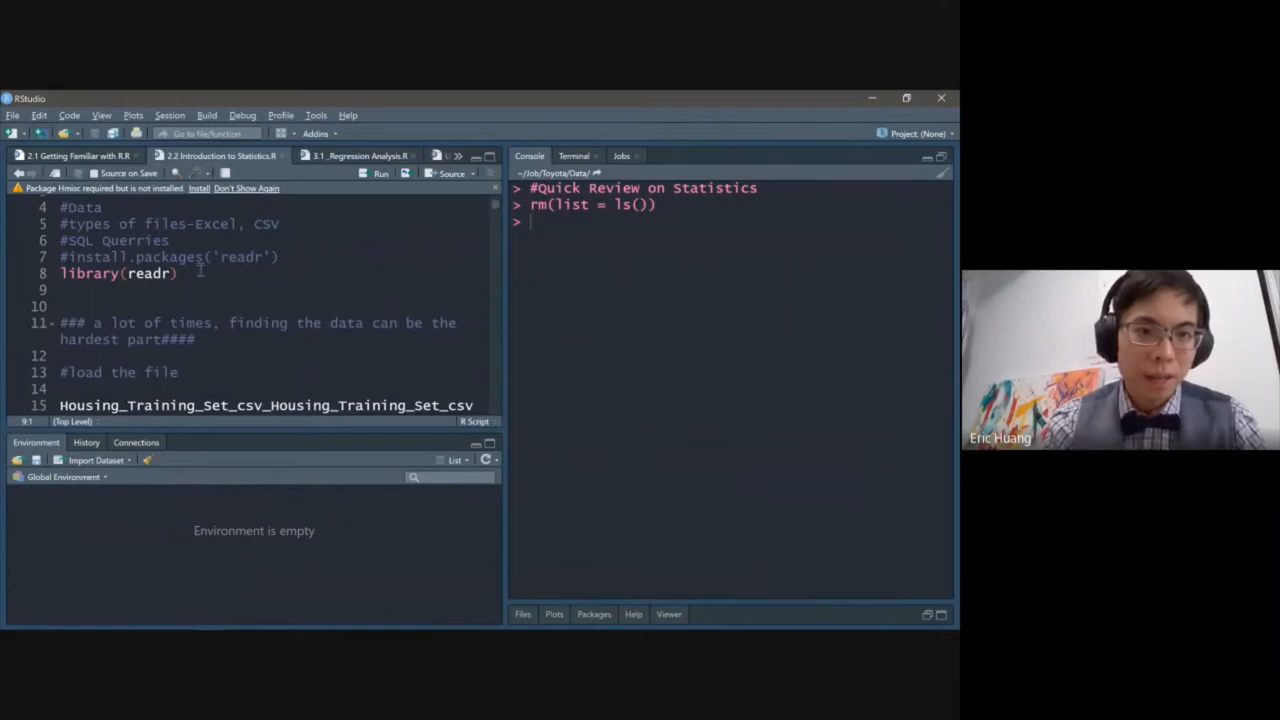 RStudio
File Edit Code View Plots Session Build Debug Profile Tools Help
Go to file/function Addins Project: (None)
2.1 Getting Familiar with R.R 2.2 Introduction to Statistics.R 3.1 _Regression Analysis.R
Source on Save Run Source
Package Hmisc required but is not installed. Install Don't Show Again
4 #Data
5 #types of files-Excel, CSV
6 #SQL Querries
7 #install.packages('readr')
8 library(readr)
9
10
11 ### a lot of times, finding the data can be the
hardest part####
12
13 #load the file
14
15 Housing_Training_Set_csv_Housing_Training_Set_csv
9:1 (Top Level) R Script
Environment History Connections
Import Dataset List
Global Environment
Environment is empty
Console Terminal Jobs
~/Job/Toyota/Data/
> #Quick Review on Statistics
> rm(list = ls())
>
Files Plots Packages Help Viewer
Eric Huang